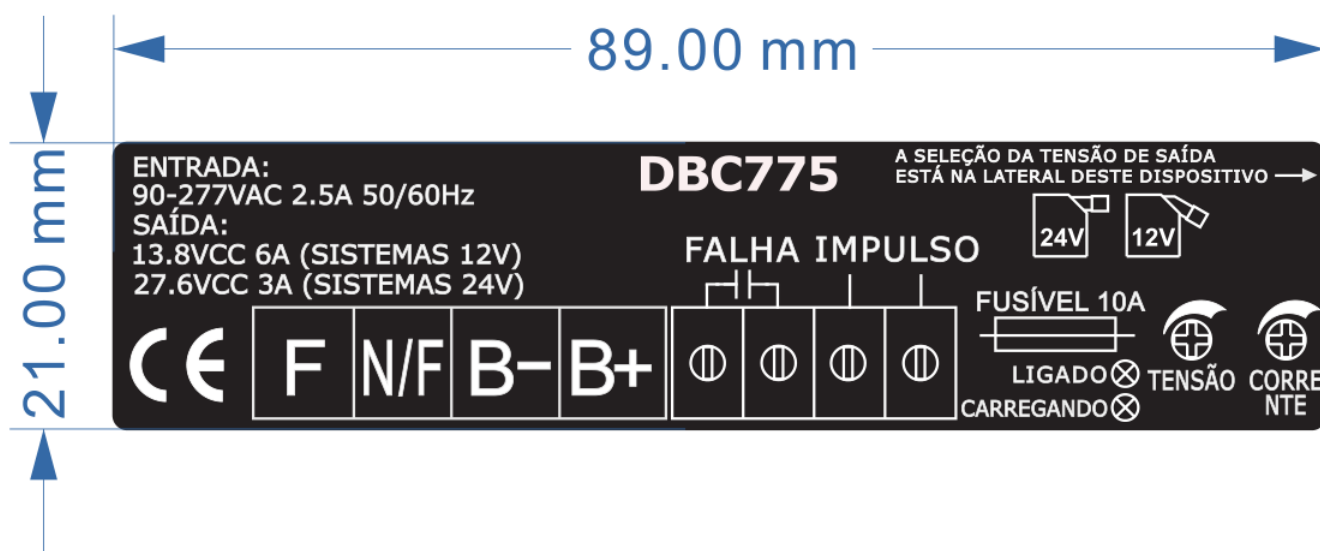 89.00 mm
21.00 mm
ENTRADA:
90-277VAC 2.5A 50/60Hz
SAÍDA:
13.8VCC 6A (SISTEMAS 12V)
27.6VCC 3A (SISTEMAS 24V)
DBC775
A SELEÇÃO DA TENSÃO DE SAÍDA
ESTÁ NA LATERAL DESTE DISPOSITIVO
24V
12V
FALHA IMPULSO
FUSÍVEL 10A
CE
F
N/F
B-
B+
LIGADO
CARREGANDO
TENSÃO
CORRE
NTE